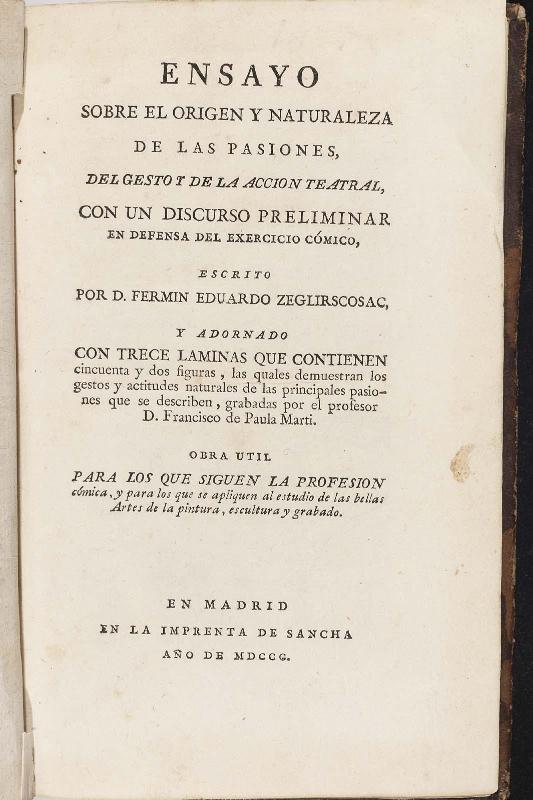 ENSAYO
SOBRE EL ORIGEN Y NATURALEZA
DE LAS PASIONES,
DEL GESTO Y DE LA ACCION TEATRAL,
CON UN DISCURSO PRELIMINAR
EN DEFENSA DEL EXERCICIO CÓMICO,
ESCRITO
POR D. FERMIN EDUARDO ZEGLIRSCOSAC,
Y ADORNADO
CON TRECE LAMINAS QUE CONTIENEN
cincuenta y dos figuras, las quales demuestran los
gestos y actitudes naturales de las principales pasio-
nes que se describen, grabadas por el profesor
D. Francisco de Paula Marti.
OBRA UTIL
PARA LOS QUE SIGUEN LA PROFESION
cómica, y para los que se apliquen al estudio de las bellas
Artes de la pintura, escultura y grabado.
EN MADRID
EN LA IMPRENTA DE SANCHA
AÑO DE MDCCC.